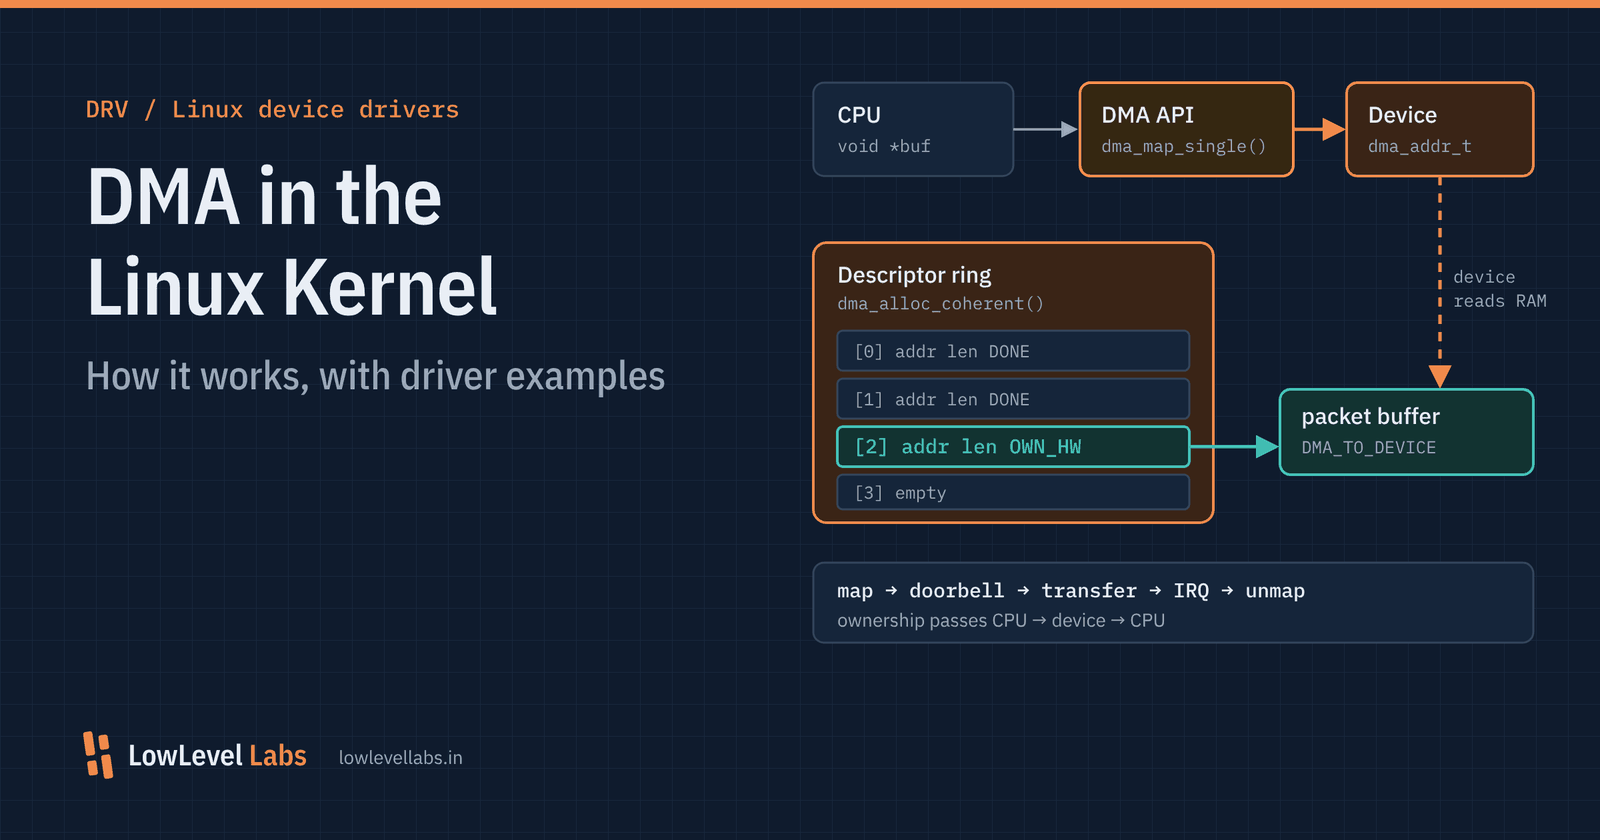 DRV / Linux device drivers
DMA in the
Linux Kernel
How it works, with driver examples
CPU
void *buf
DMA API
dma_map_single()
Device
dma_addr_t
device
reads RAM
Descriptor ring
dma_alloc_coherent()
[0] addr len DONE
[1] addr len DONE
[2] addr len OWN_HW
[3] empty
packet buffer
DMA_TO_DEVICE
map → doorbell → transfer → IRQ → unmap
ownership passes CPU → device → CPU
LowLevel Labs lowlevellabs.in